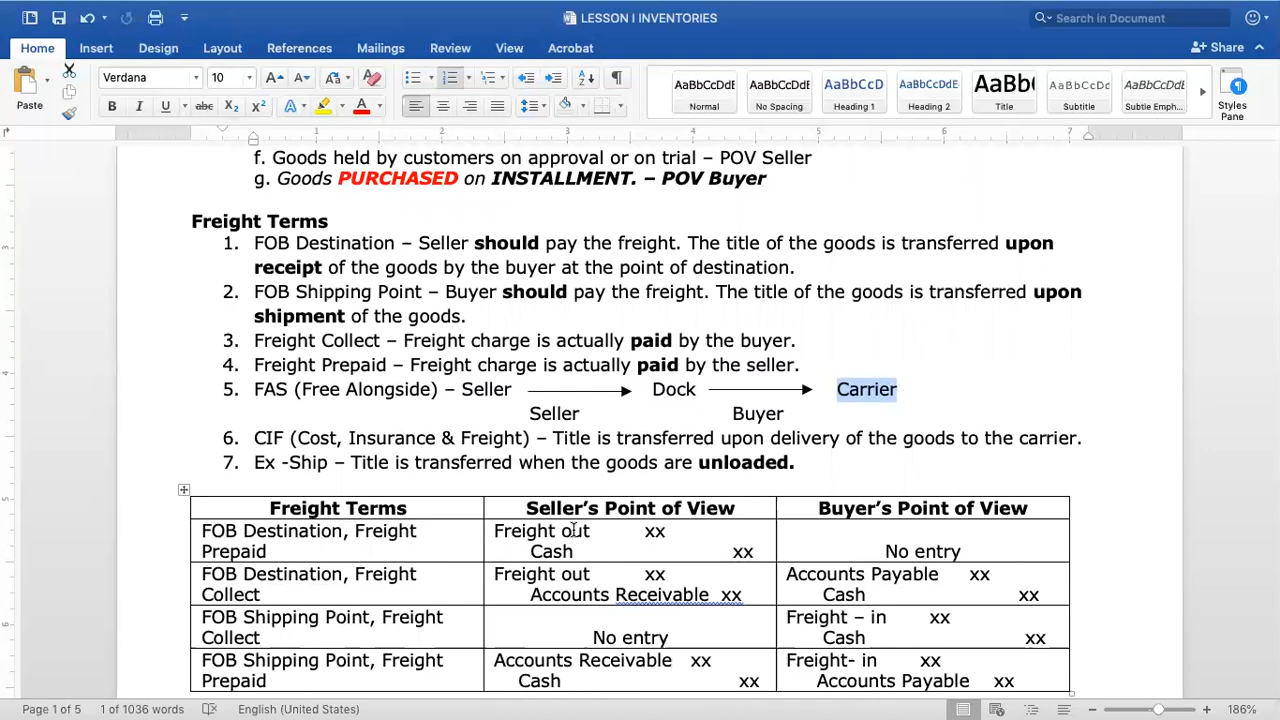 LESSON I INVENTORIES
Search in Document
Home Insert Design Layout References Mailings Review View Acrobat
Share
Paste
Verdana 10
AaBbCcDdE AaBbCcDdE AaBbCcD AaBbCcDdE AaBbCc AaBbCcDdE AaBbCcDdE
Normal No Spacing Heading 1 Heading 2 Title Subtitle Subtle Emph...
Styles Pane
1 2 3 4 5 6 7
f. Goods held by customers on approval or on trial – POV Seller
g. Goods PURCHASED on INSTALLMENT. – POV Buyer
Freight Terms
1. FOB Destination – Seller should pay the freight. The title of the goods is transferred upon
receipt of the goods by the buyer at the point of destination.
2. FOB Shipping Point – Buyer should pay the freight. The title of the goods is transferred upon
shipment of the goods.
3. Freight Collect – Freight charge is actually paid by the buyer.
4. Freight Prepaid – Freight charge is actually paid by the seller.
5. FAS (Free Alongside) – Seller Dock Carrier
Seller Buyer
6. CIF (Cost, Insurance & Freight) – Title is transferred upon delivery of the goods to the carrier.
7. Ex -Ship – Title is transferred when the goods are unloaded.
Freight Terms Seller's Point of View Buyer's Point of View
FOB Destination, Freight Freight out xx
Prepaid Cash xx No entry
FOB Destination, Freight Freight out xx Accounts Payable xx
Collect Accounts Receivable xx Cash xx
FOB Shipping Point, Freight Freight – in xx
Collect No entry Cash xx
FOB Shipping Point, Freight Accounts Receivable xx Freight- in xx
Prepaid Cash xx Accounts Payable xx
Page 1 of 5 1 of 1036 words English (United States) 186%